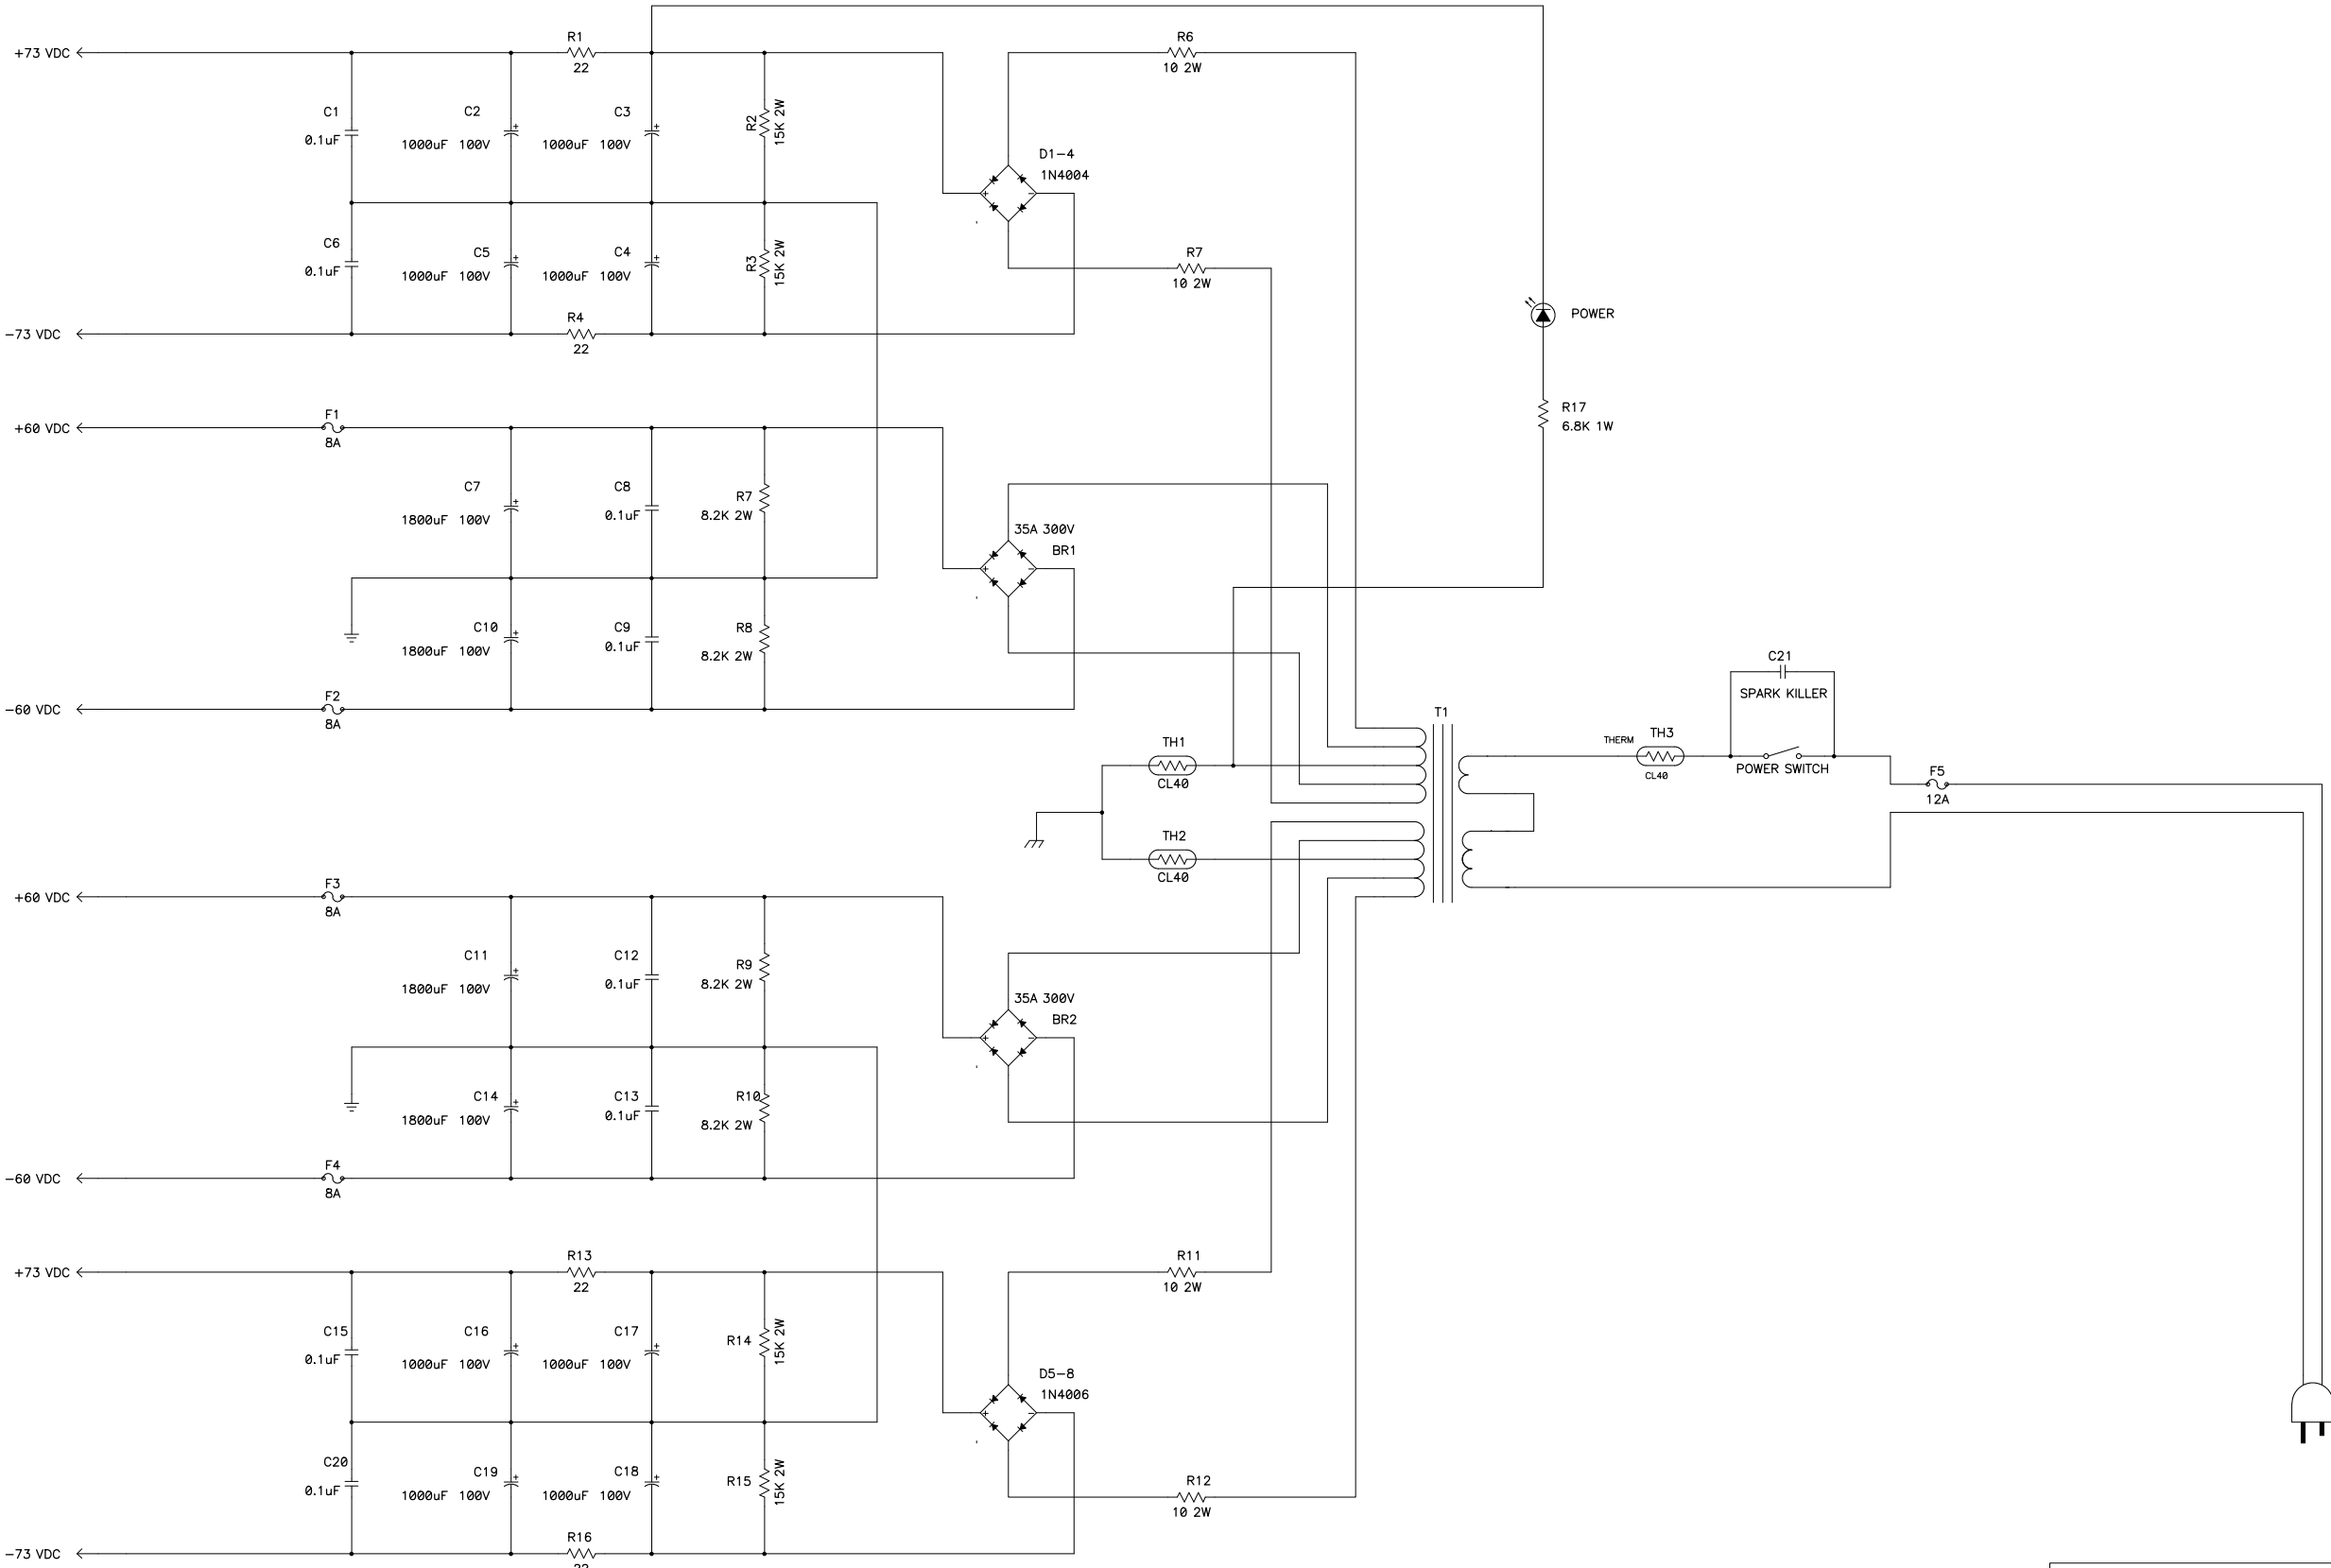 R1
R6
+73 VDC
22
10 2W
C1
C2
C3
R2
15K 2W
0.1uF
1000uF 100V
1000uF 100V
D1-4
1N4004
C6
C5
C4
R3
15K 2W
0.1uF
1000uF 100V
1000uF 100V
R7
10 2W
POWER
R4
-73 VDC
22
F1
R17
+60 VDC
8A
6.8K 1W
C7
C8
R7
1800uF 100V
0.1uF
8.2K 2W
35A 300V
BR1
C10
C9
R8
1800uF 100V
0.1uF
8.2K 2W
C21
SPARK KILLER
F2
-60 VDC
8A
T1
TH1
CL40
THERM
TH3
CL40
POWER SWITCH
F5
12A
TH2
CL40
F3
+60 VDC
8A
C11
C12
R9
1800uF 100V
0.1uF
8.2K 2W
35A 300V
BR2
C14
C13
R10
1800uF 100V
0.1uF
8.2K 2W
F4
-60 VDC
8A
R13
R11
+73 VDC
22
10 2W
C15
C16
C17
R14
15K 2W
0.1uF
1000uF 100V
1000uF 100V
D5-8
1N4006
C20
C19
C18
R15
15K 2W
0.1uF
1000uF 100V
1000uF 100V
R12
10 2W
R16
-73 VDC